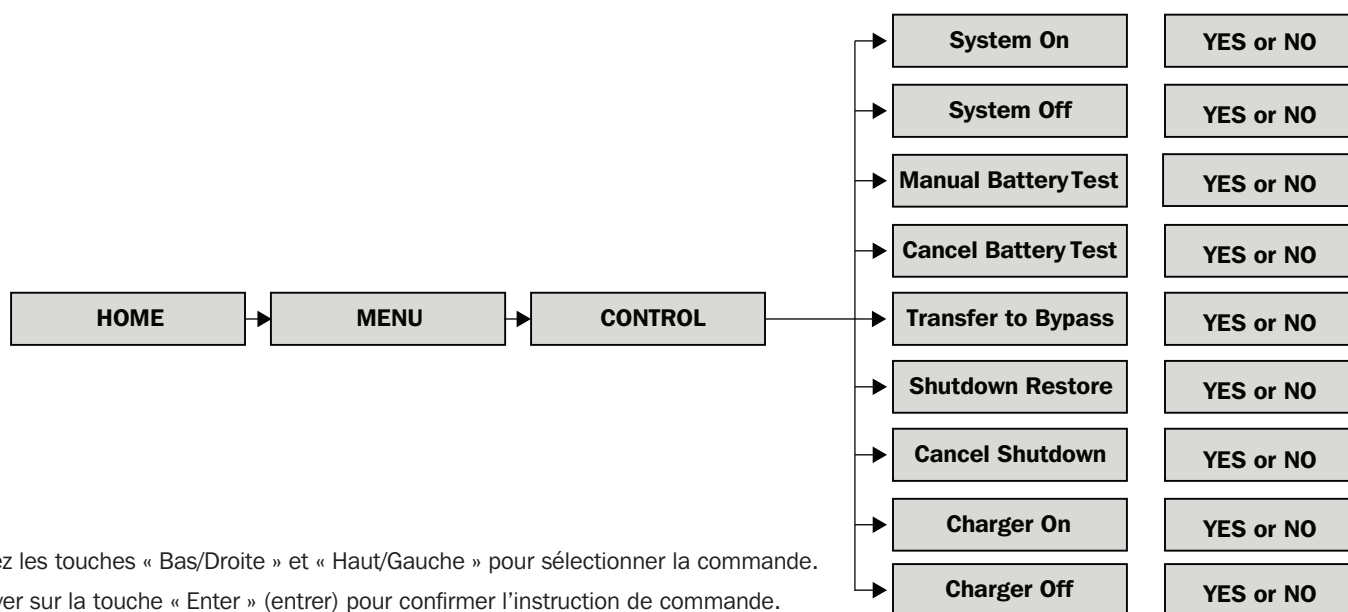 System On YES or NO
System Off YES or NO
Manual Battery Test YES or NO
Cancel Battery Test YES or NO
HOME MENU CONTROL Transfer to Bypass YES or NO
Shutdown Restore YES or NO
Cancel Shutdown YES or NO
Charger On YES or NO
les touches « Bas/Droite » et « Haut/Gauche » pour sélectionner la commande.
Charger Off YES or NO
sur la touche « Enter » (entrer) pour confirmer l'instruction de commande.